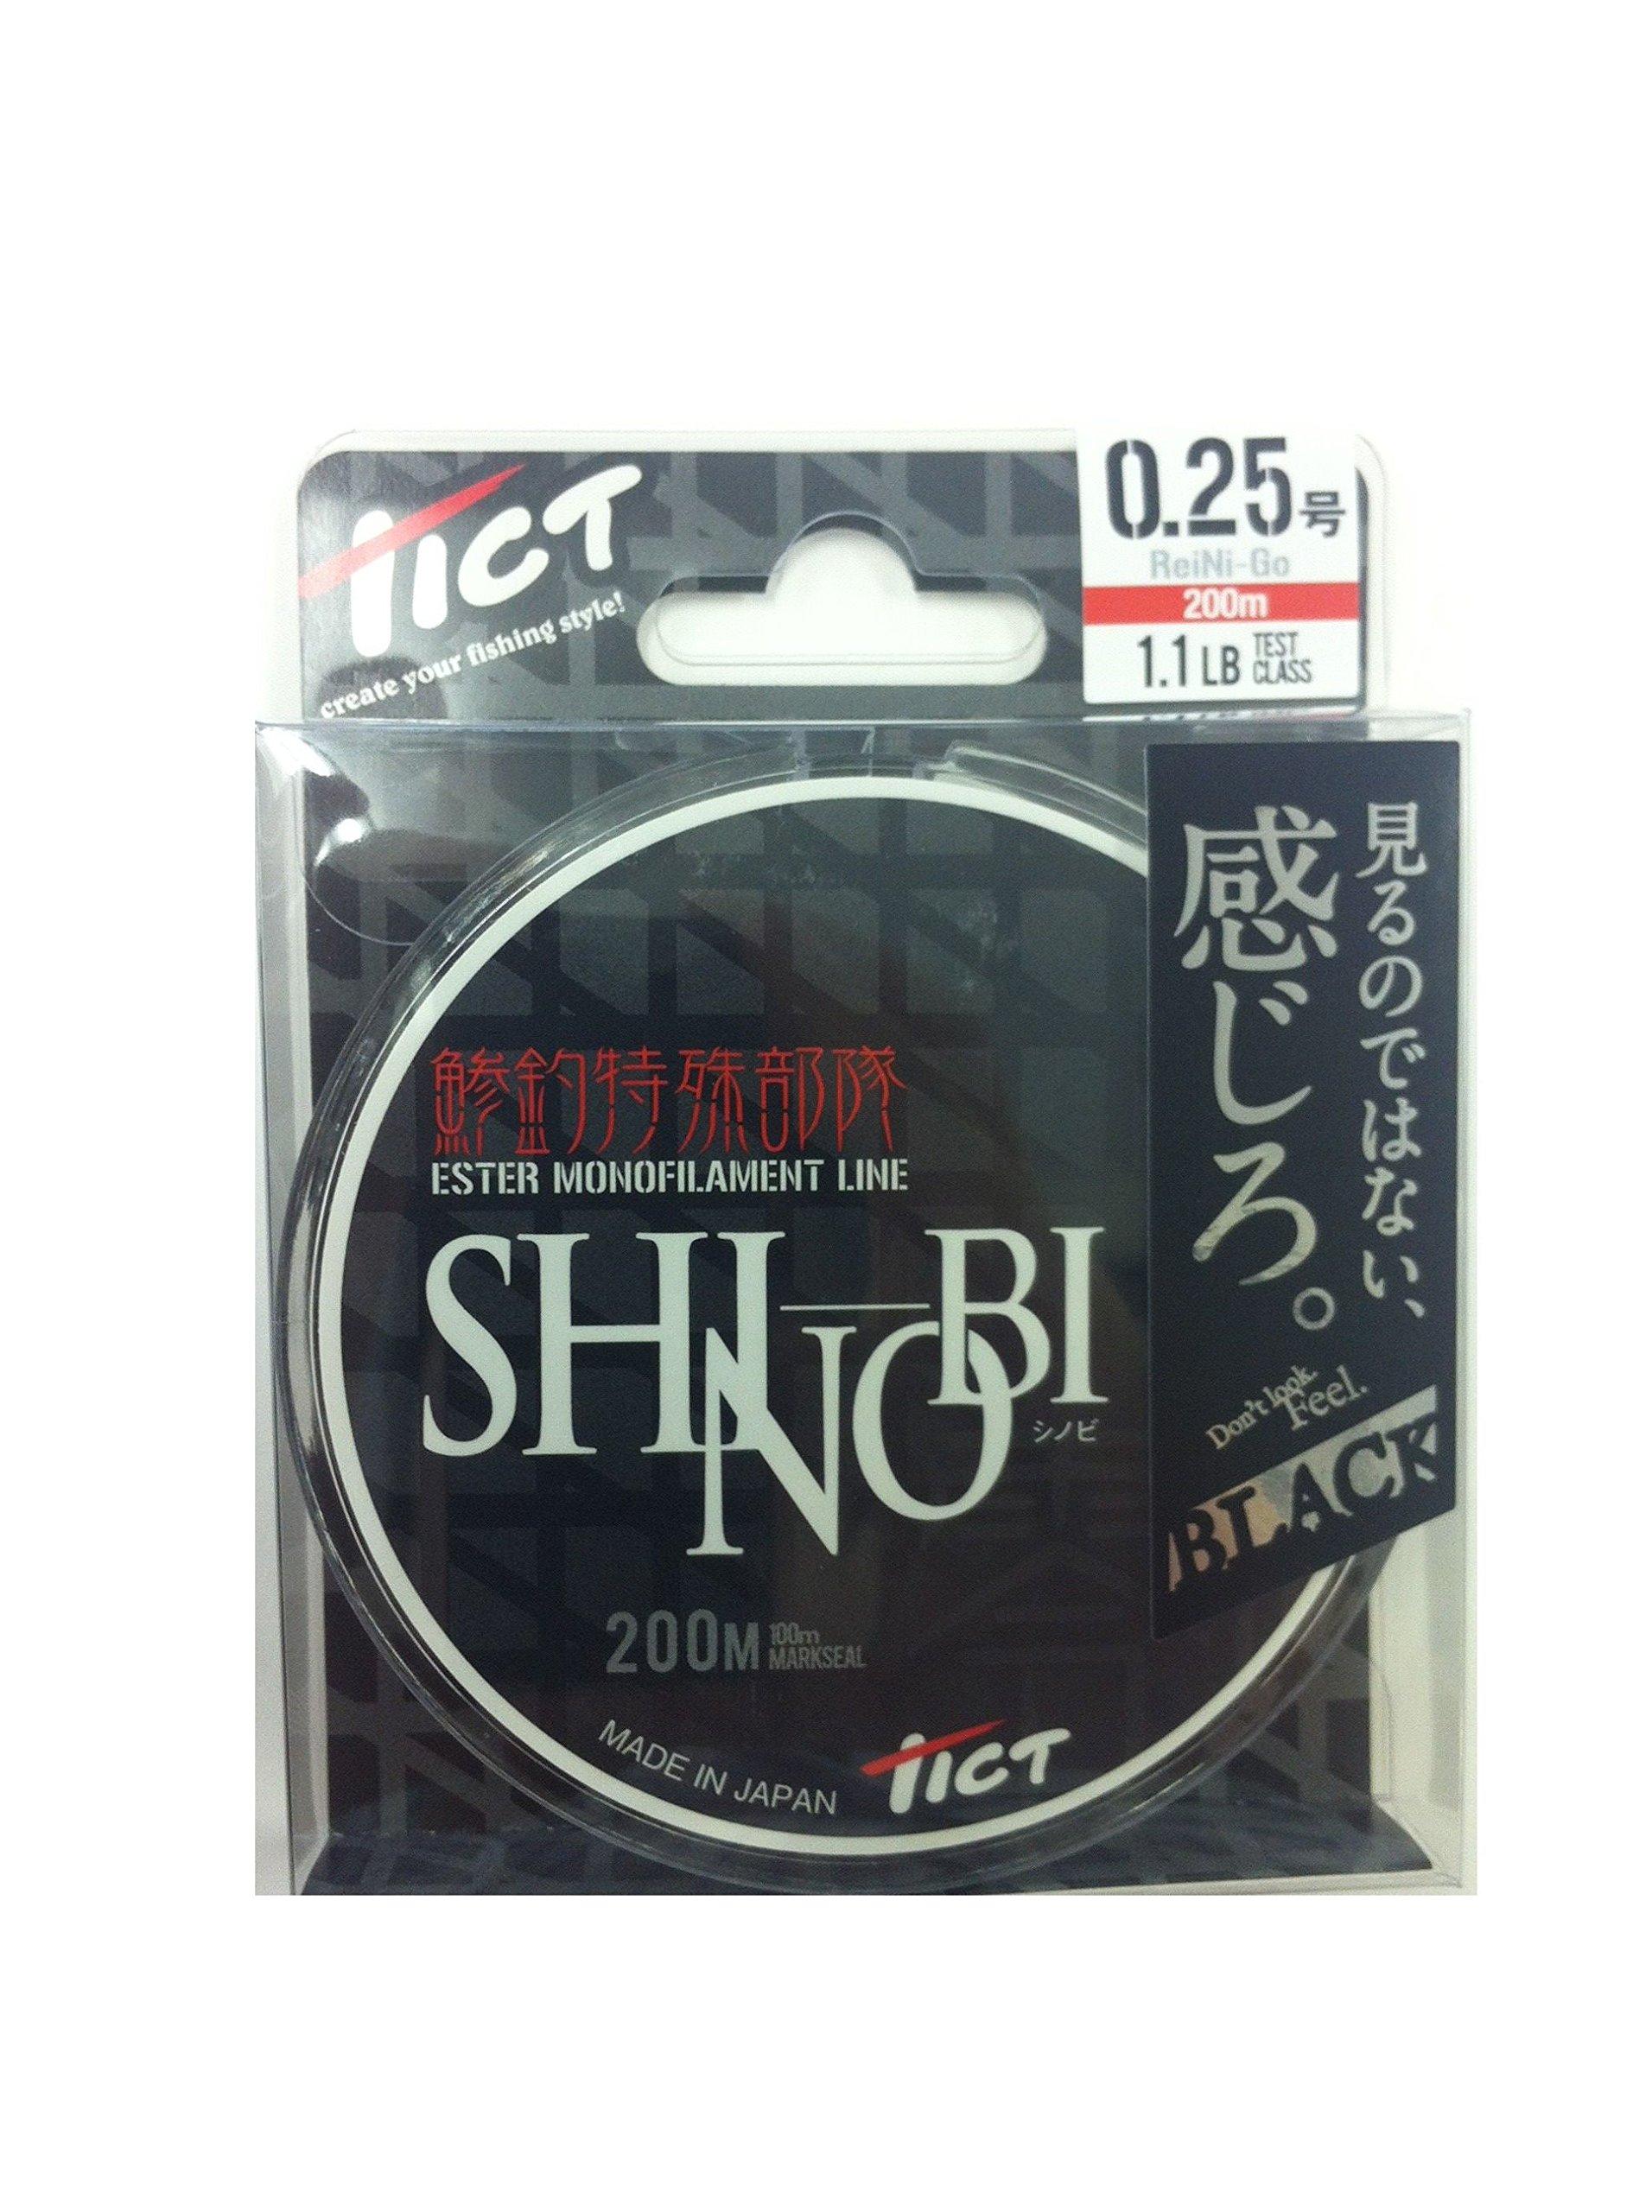 TICT
create your fishing style!
0.25号
ReiNi-Go
200m
1.1 LB TEST CLASS
見るのではない、
感じろ。
Don't look.
Feel.
BLACK
鯵釣特殊部隊
ESTER MONOFILAMENT LINE
SHINOBI
シノビ
200M 100m MARKSEAL
MADE IN JAPAN
TICT